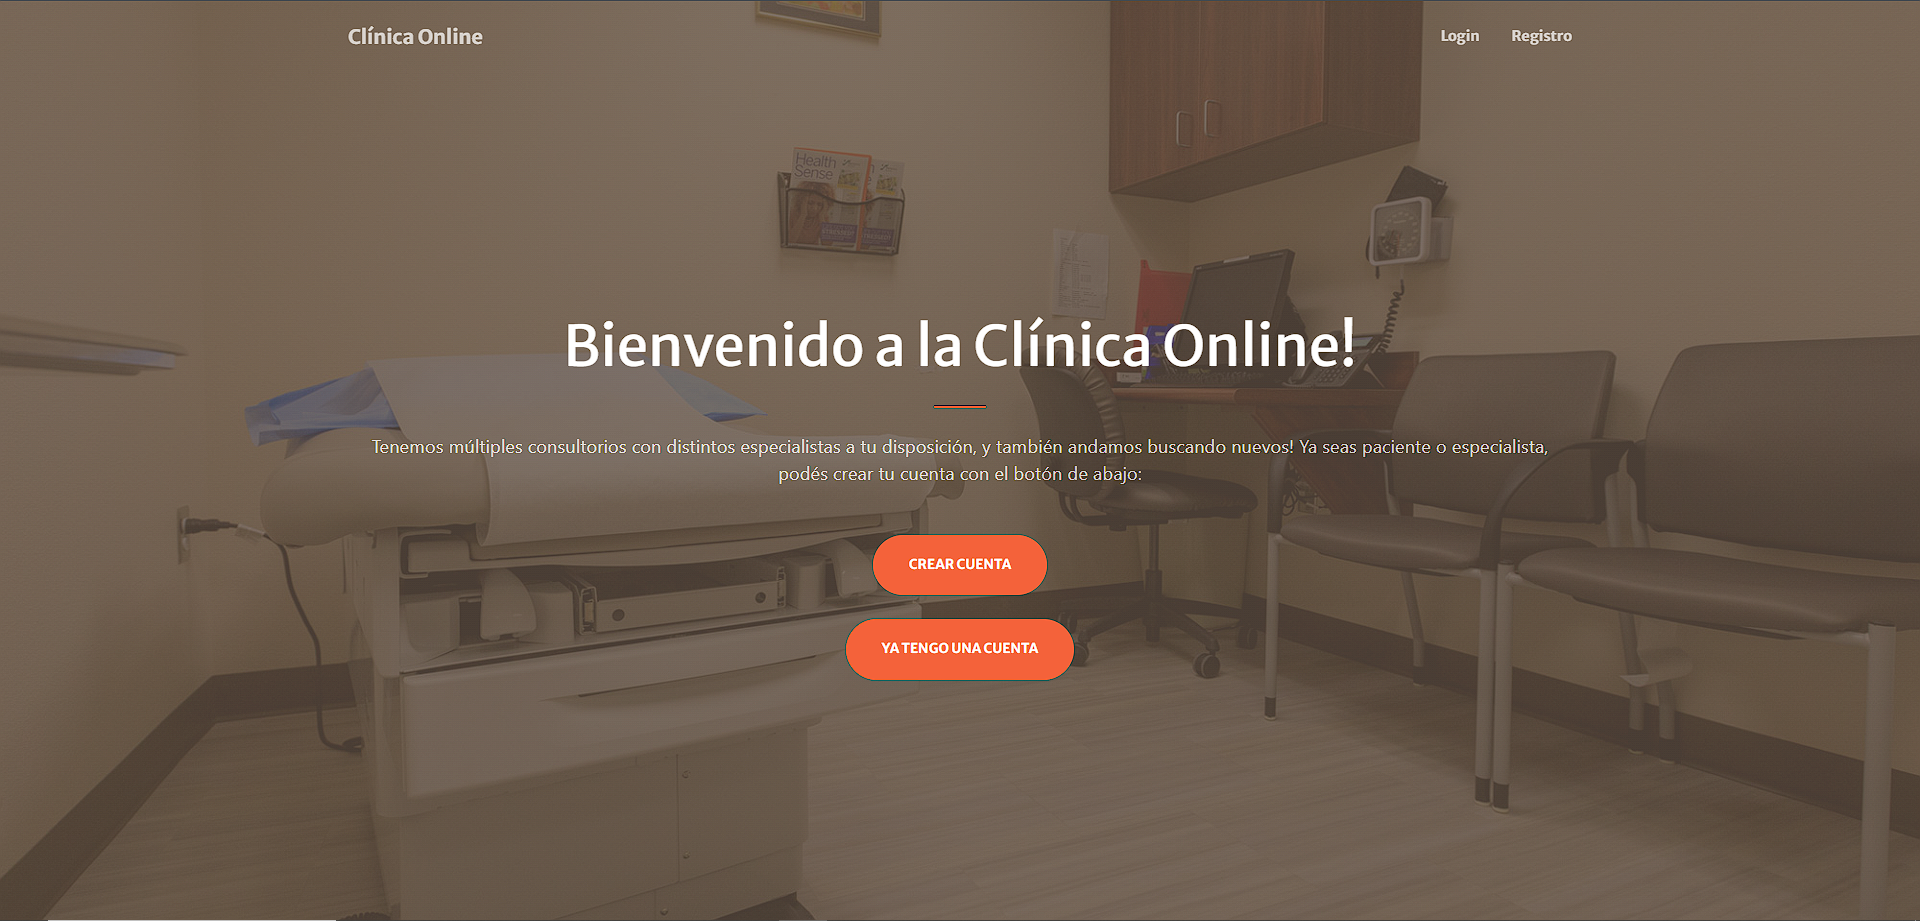 Clínica Online
Login
Registro
Health
Sense
Bienvenido a la Clínica Online!
Tenemos múltiples consultorios con distintos especialistas a tu disposición, y también andamos buscando nuevos! Ya seas paciente o especialista,
podés crear tu cuenta con el botón de abajo:
CREAR CUENTA
YA TENGO UNA CUENTA